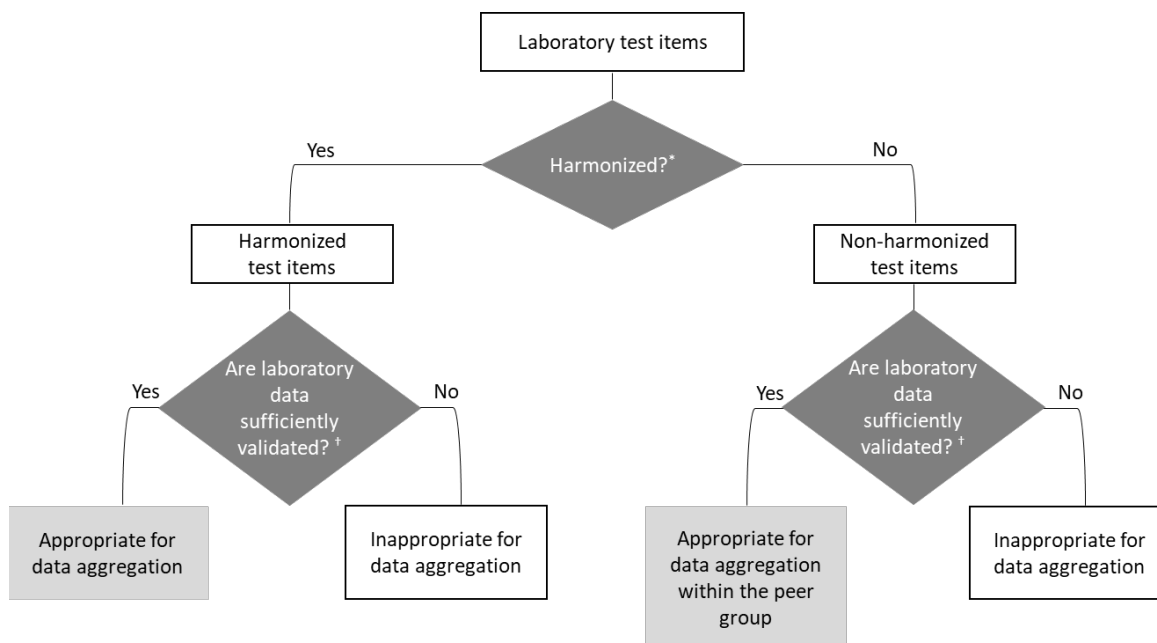 Laboratory test items
Harmonized?*
Yes
No
Harmonized
test items
Non-harmonized
test items
Are laboratory
data
sufficiently
validated? †
Yes
No
Are laboratory
data
sufficiently
validated? †
Yes
No
Appropriate for
data aggregation
Inappropriate for
data aggregation
Appropriate for
data aggregation
within the peer
group
Inappropriate for
data aggregation